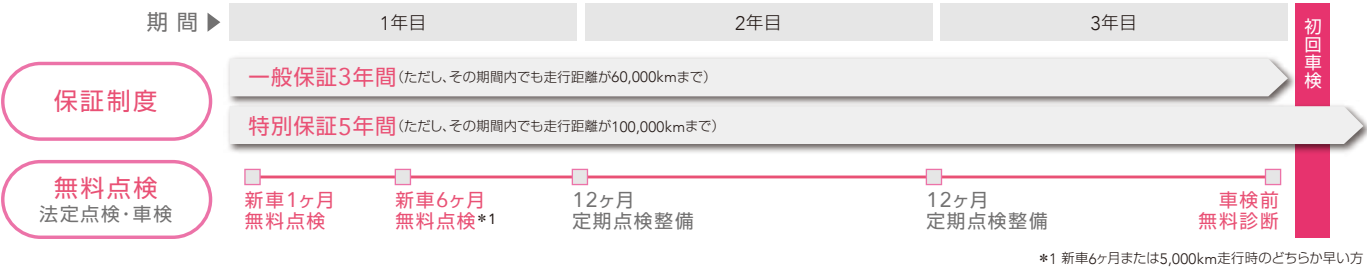 期間▶
1年目
2年目
3年目
初回車検
保証制度
一般保証3年間(ただし、その期間内でも走行距離が60,000kmまで)
特別保証5年間(ただし、その期間内でも走行距離が100,000kmまで)
無料点検
法定点検・車検
新車1ヶ月
無料点検
新車6ヶ月
無料点検*1
12ヶ月
定期点検整備
12ヶ月
定期点検整備
車検前
無料診断
*1 新車6ヶ月または5,000km走行時のどちらか早い方